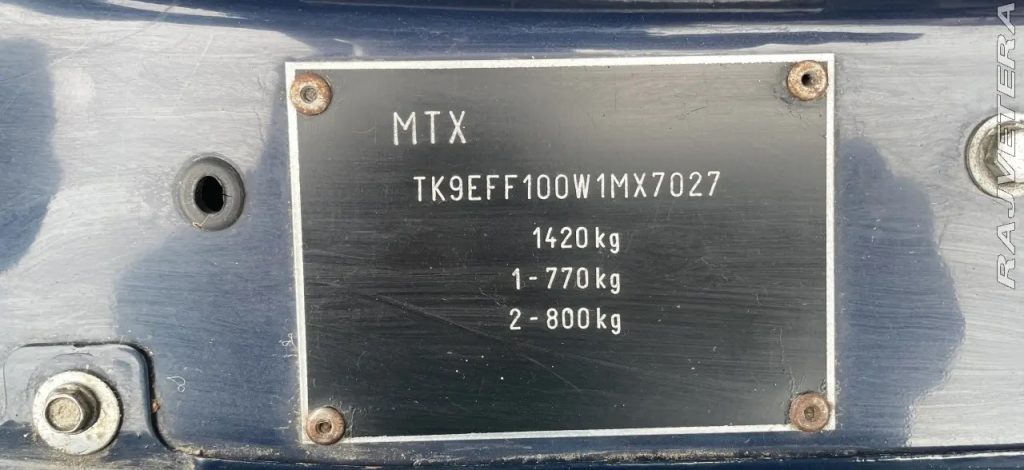 MTX
TK9EFF100W1MX7027
1420kg
1-770kg
2-800kg
RAJVETERA